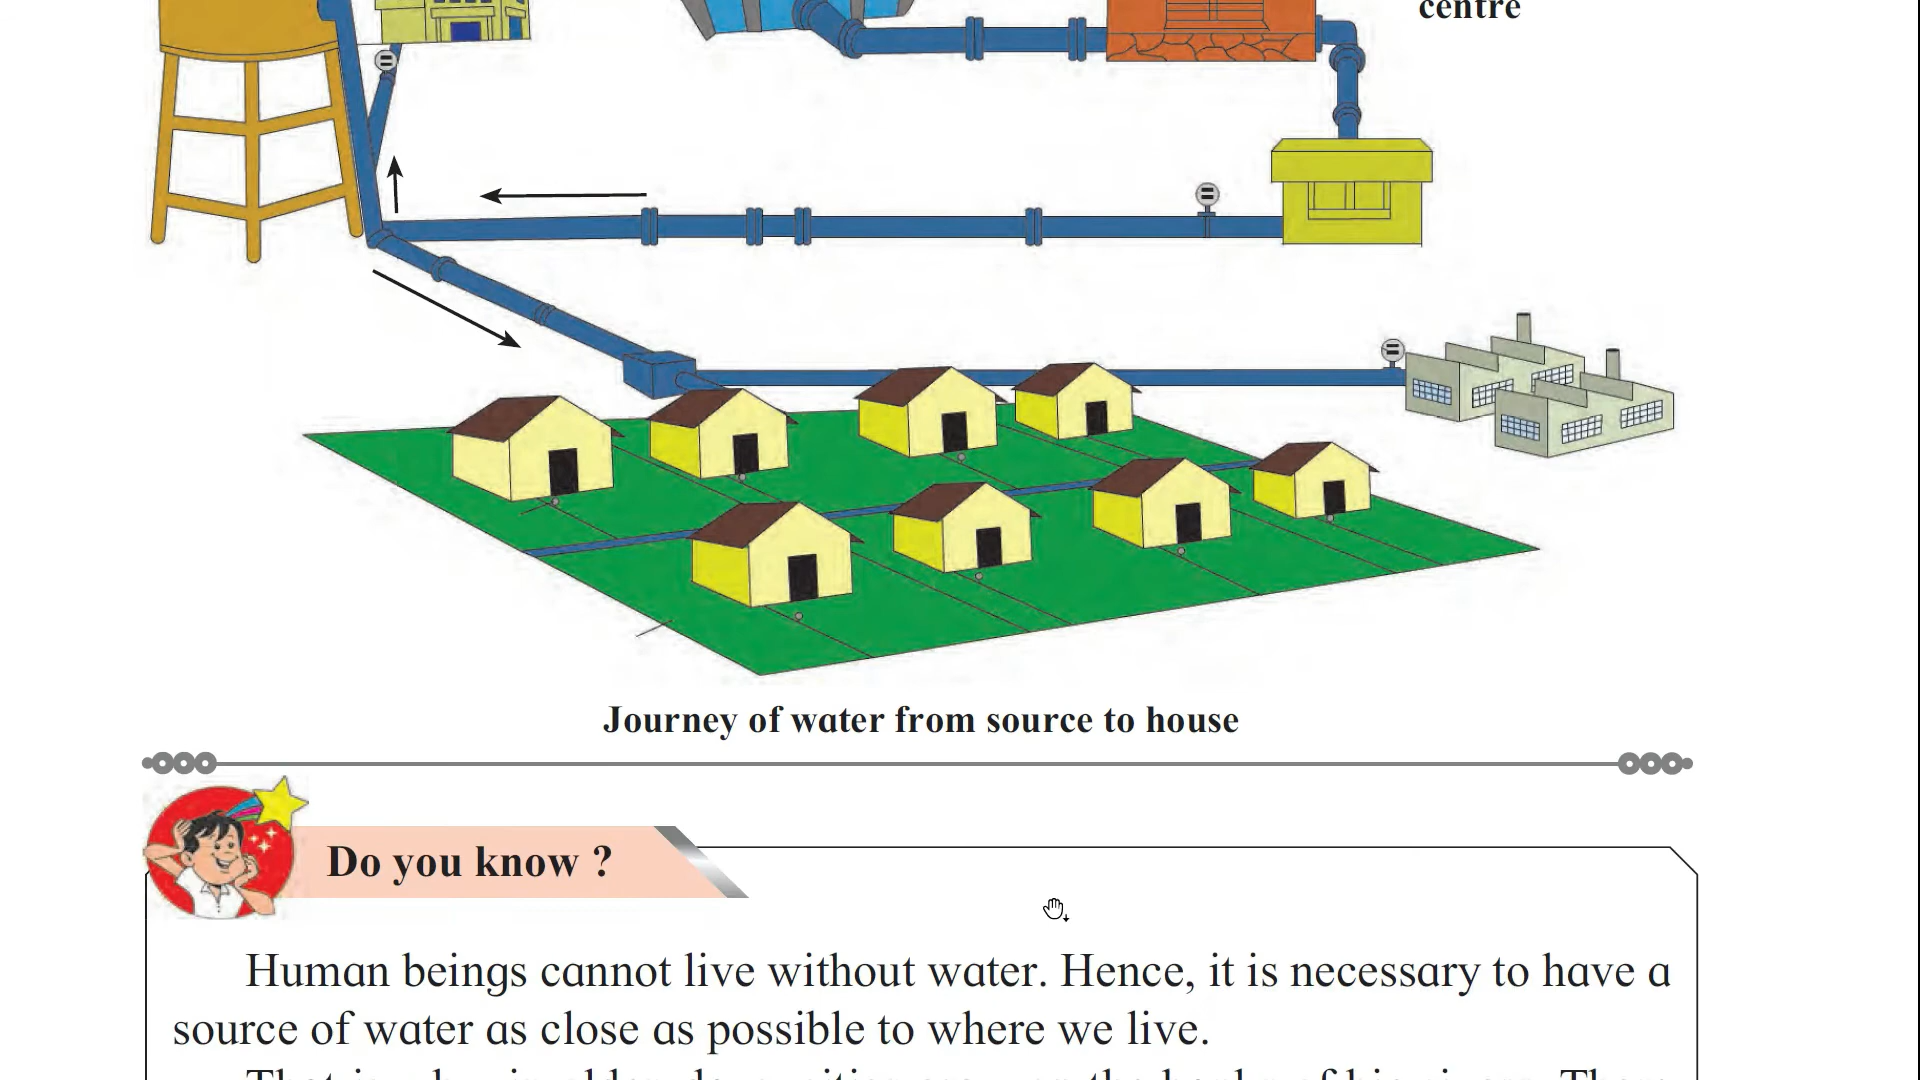 centre
Journey of water from source to house
Do you know ?
Human beings cannot live without water. Hence, it is necessary to have a
source of water as close as possible to where we live.